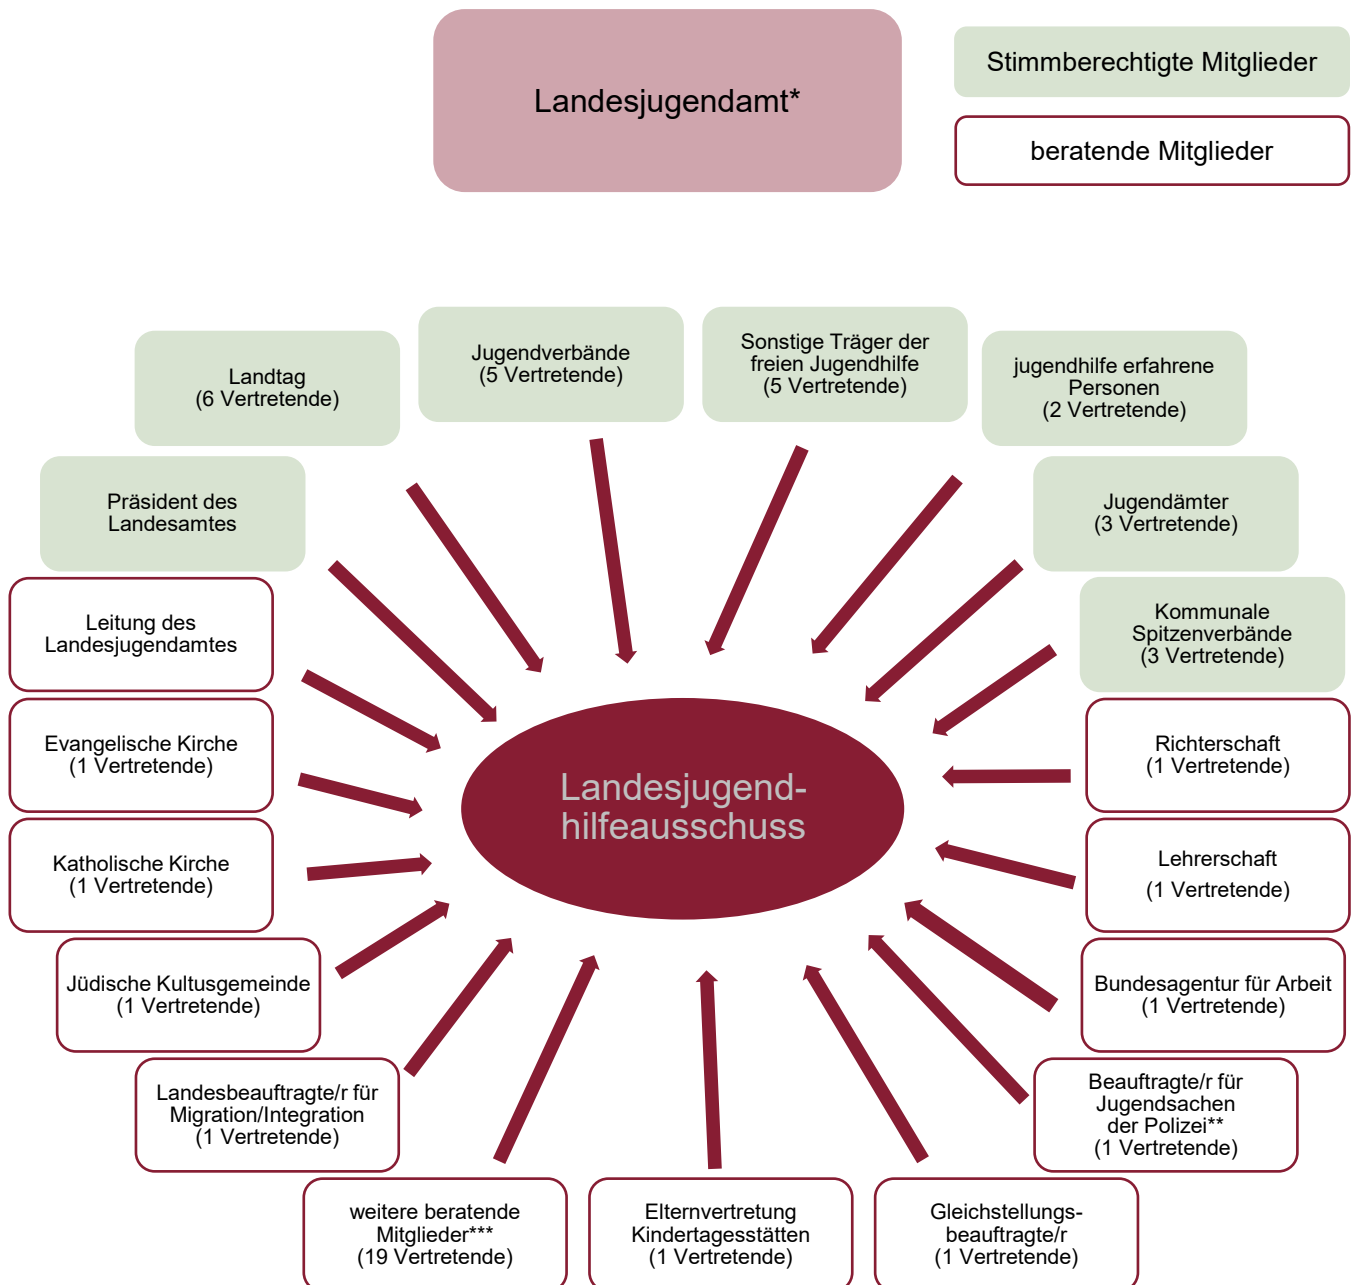 Landesjugendamt*
Stimmberechtigte Mitglieder
beratende Mitglieder
Landtag
(6 Vertretende)
Jugendverbände
(5 Vertretende)
Sonstige Träger der
freien Jugendhilfe
(5 Vertretende)
jugendhilfe erfahrene
Personen
(2 Vertretende)
Präsident des
Landesamtes
Jugendämter
(3 Vertretende)
Leitung des
Landesjugendamtes
Kommunale
Spitzenverbände
(3 Vertretende)
Evangelische Kirche
(1 Vertretende)
Richterschaft
(1 Vertretende)
Landesjugend-
hilfeausschuss
Katholische Kirche
(1 Vertretende)
Lehrerschaft
(1 Vertretende)
Jüdische Kultusgemeinde
(1 Vertretende)
Bundesagentur für Arbeit
(1 Vertretende)
Landesbeauftragte/r für
Migration/Integration
(1 Vertretende)
Beauftragte/r für
Jugendsachen
der Polizei**
(1 Vertretende)
weitere beratende
Mitglieder***
(19 Vertretende)
Elternvertretung
Kindertagesstätten
(1 Vertretende)
Gleichstellungs-
beauftragte/r
(1 Vertretende)